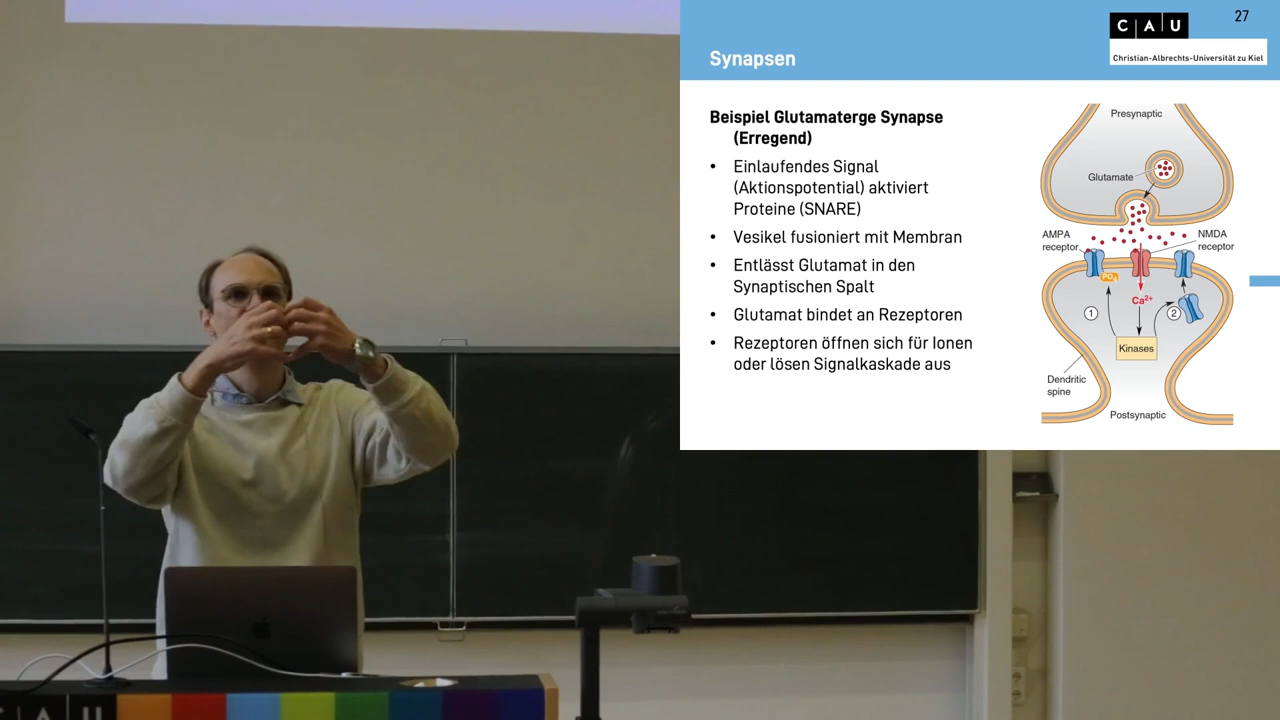 27
C A U
Christian-Albrechts-Universität zu Kiel
Synapsen
Beispiel Glutamaterge Synapse
(Erregend)
• Einlaufendes Signal
(Aktionspotential) aktiviert
Proteine (SNARE)
• Vesikel fusioniert mit Membran
• Entlässt Glutamat in den
Synaptischen Spalt
• Glutamat bindet an Rezeptoren
• Rezeptoren öffnen sich für Ionen
oder lösen Signalkaskade aus
Presynaptic
Glutamate
AMPA
receptor
NMDA
receptor
PO₄
Ca²⁺
1
2
Kinases
Dendritic
spine
Postsynaptic
C A U